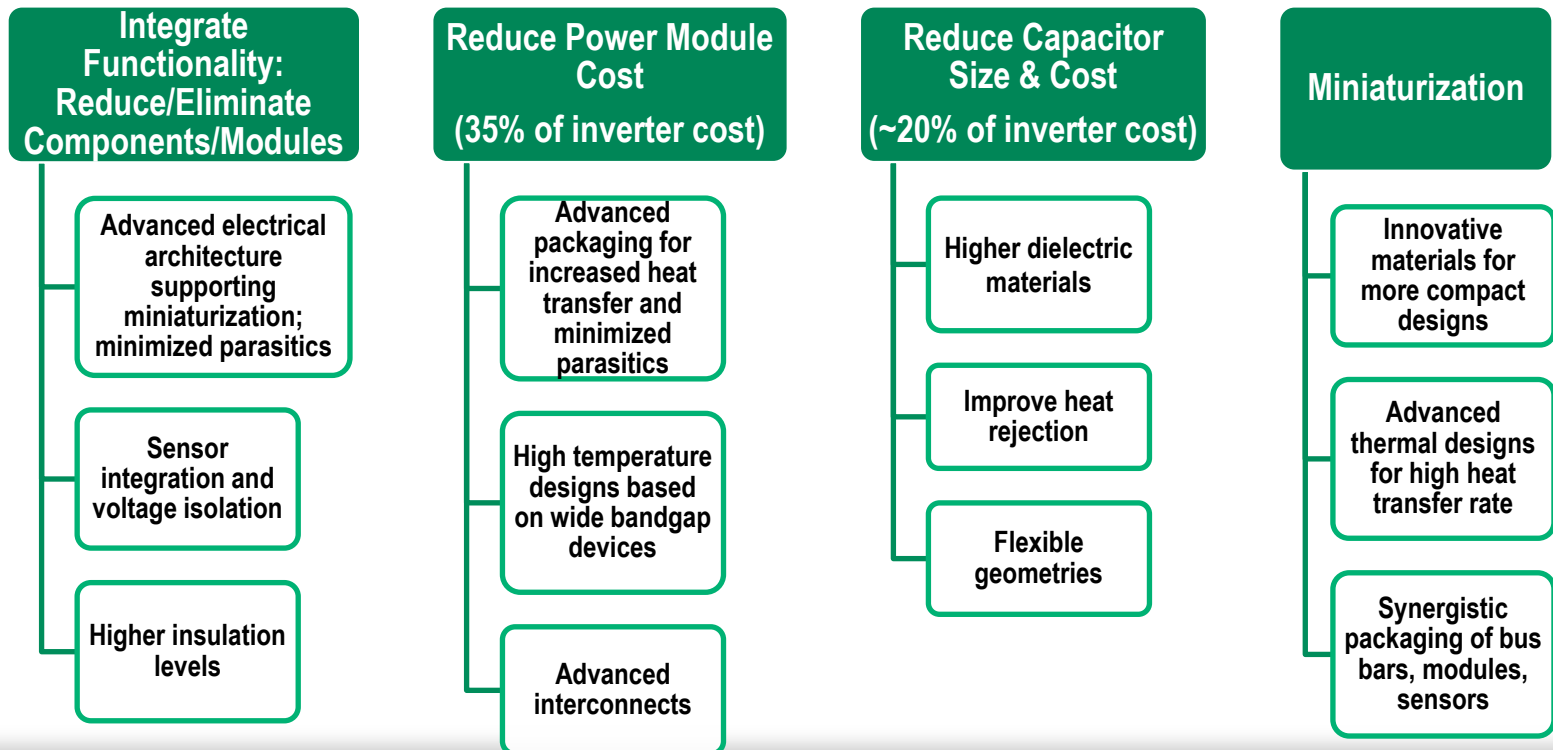 Integrate
Functionality:
Reduce/Eliminate
Components/Modules
Advanced electrical
architecture
supporting
miniaturization;
minimized parasitics
Sensor
integration and
voltage isolation
Higher insulation
levels
Reduce Power Module
Cost
(35% of inverter cost)
Advanced
packaging for
increased heat
transfer and
minimized
parasitics
High temperature
designs based
on wide bandgap
devices
Advanced
interconnects
Reduce Capacitor
Size & Cost
(~20% of inverter cost)
Higher dielectric
materials
Improve heat
rejection
Flexible
geometries
Miniaturization
Innovative
materials for
more compact
designs
Advanced
thermal designs
for high heat
transfer rate
Synergistic
packaging of bus
bars, modules,
sensors